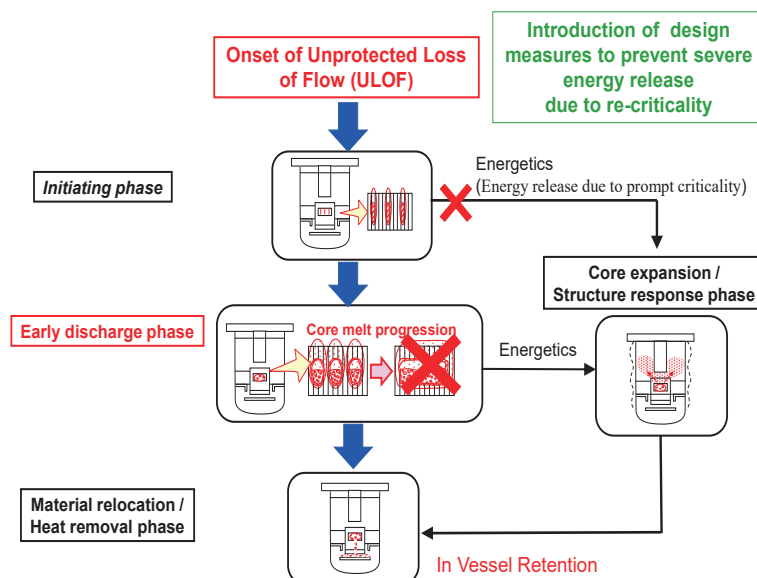 Onset of Unprotected Loss
of Flow (ULOF)
Introduction of design
measures to prevent severe
energy release
due to re-criticality
Initiating phase
Energetics
(Energy release due to prompt criticality)
Core expansion /
Structure response phase
Early discharge phase
Core melt progression
Energetics
Material relocation /
Heat removal phase
In Vessel Retention